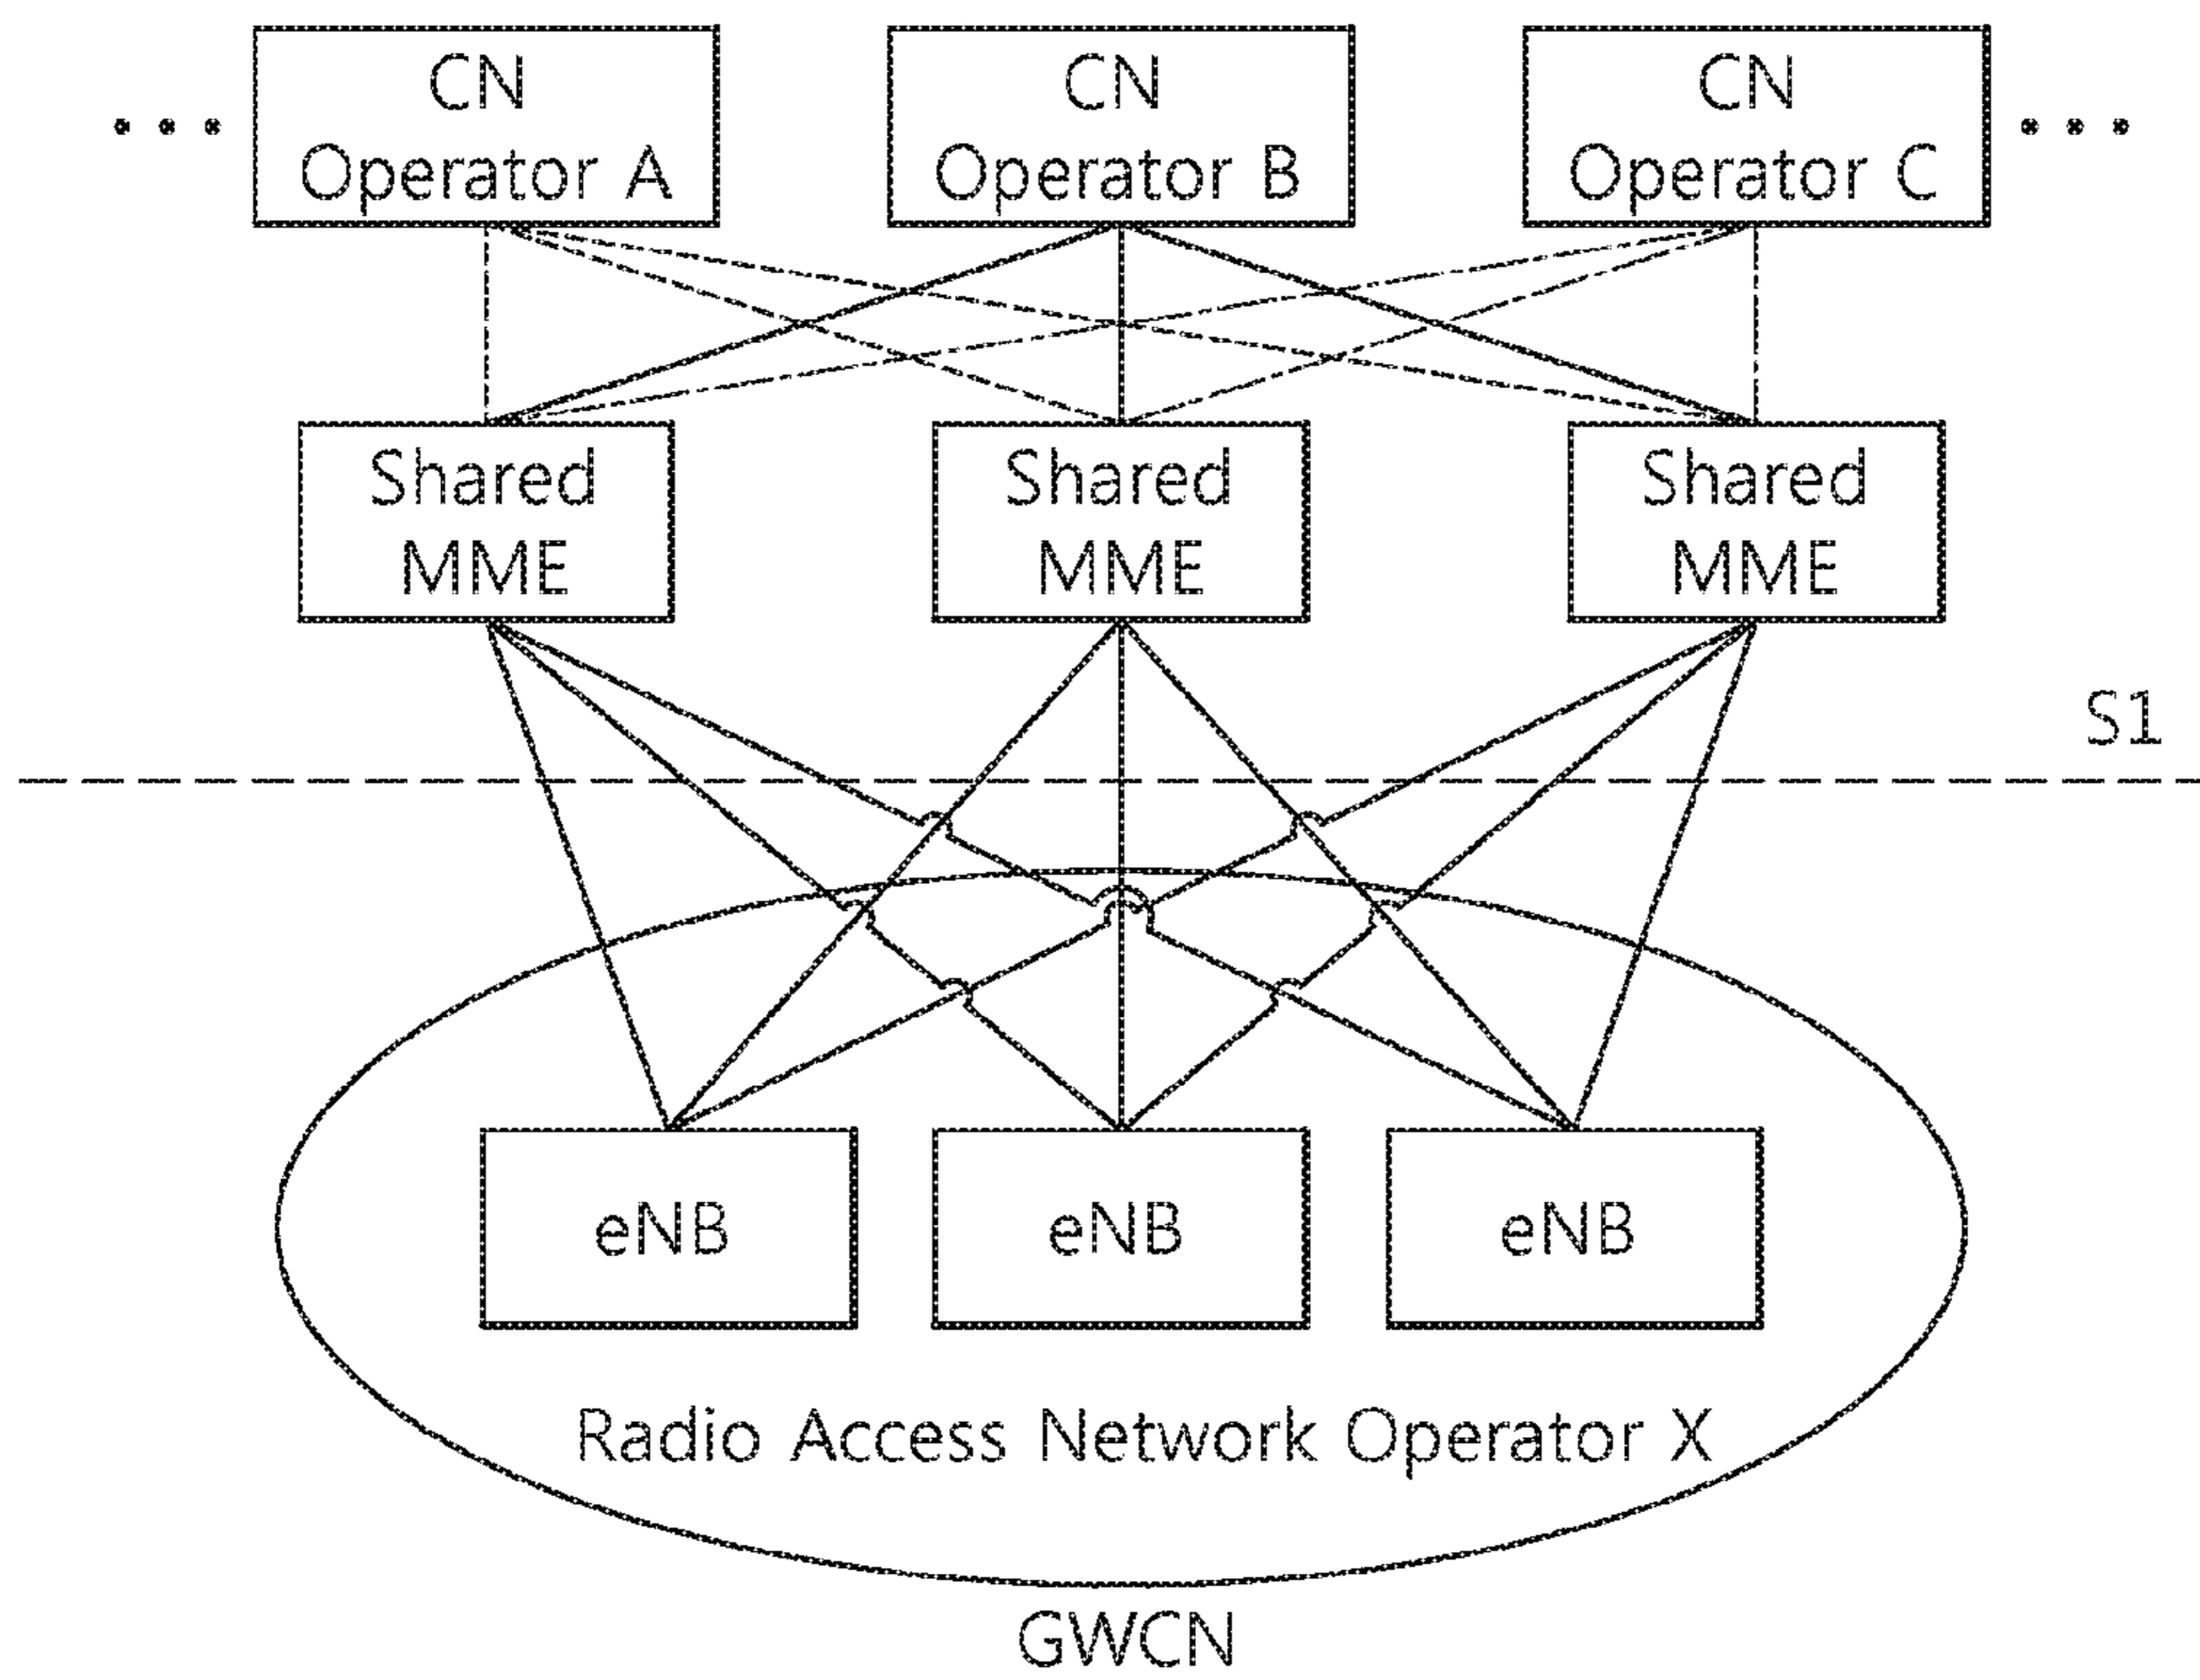 CN
Operator A
CN
Operator B
CN
Operator C
Shared
MME
Shared
MME
Shared
MME
S1
eNB
eNB
eNB
Radio Access Network Operator X
GWCN